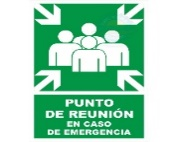 PUNTO
DE REUNIÓN
EN CASO
DE EMERGENCIA